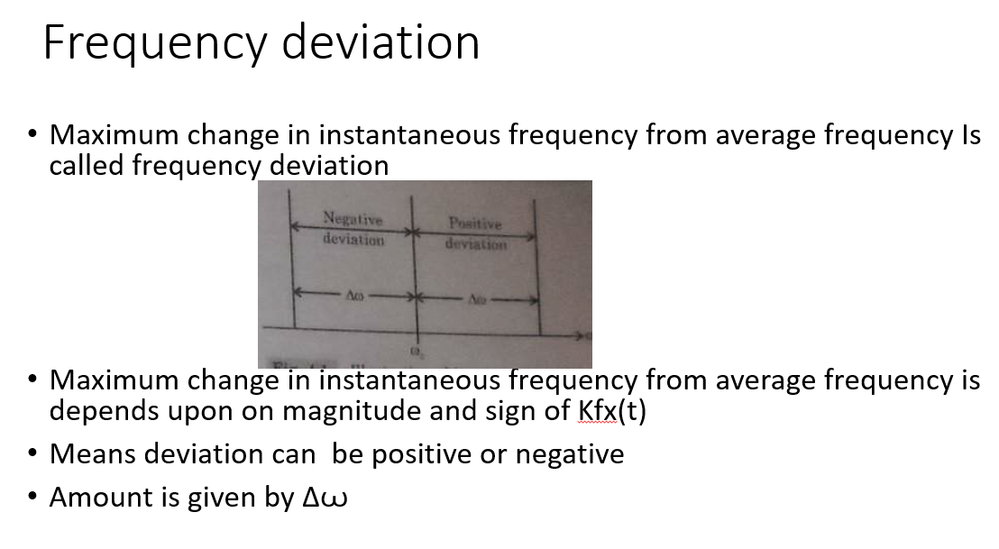 Frequency deviation
• Maximum change in instantaneous frequency from average frequency Is
called frequency deviation
Negative
deviation
Positive
deviation
Δω
Δω
ω
• Maximum change in instantaneous frequency from average frequency is
depends upon on magnitude and sign of Kfx(t)
• Means deviation can be positive or negative
• Amount is given by Δω